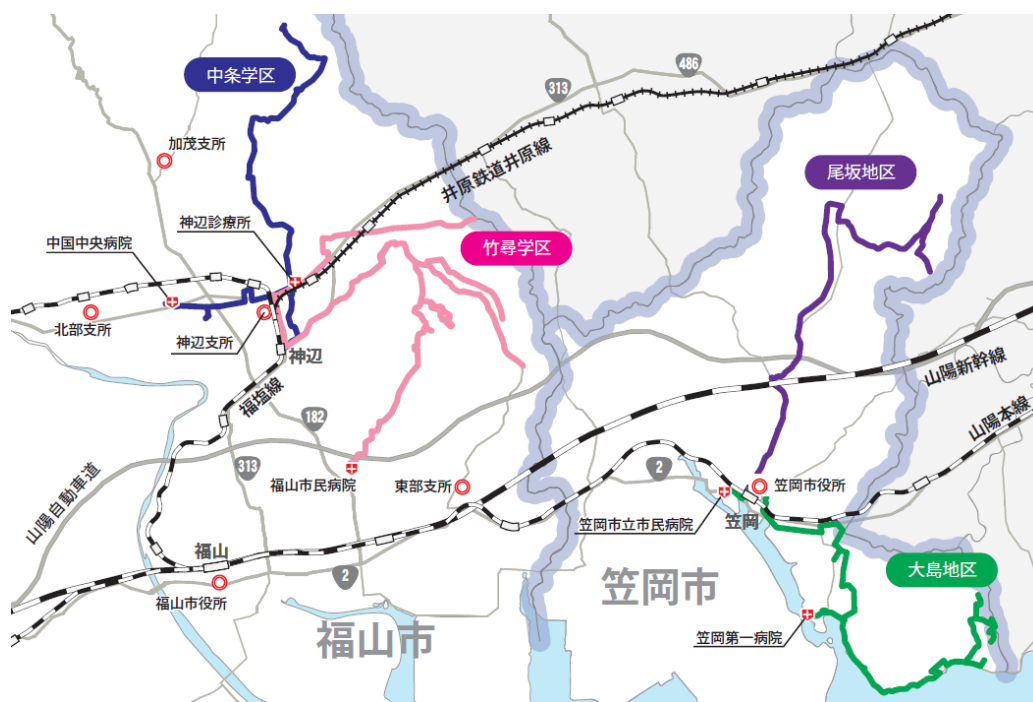 中条学区
486
313
加茂支所
井原鉄道井原線
尾坂地区
神辺診療所
中国中央病院
竹尋学区
北部支所
神辺支所
神辺
福塩線
山陽新幹線
山陽本線
182
313
2
山陽自動車道
福山市民病院
東部支所
笠岡市役所
笠岡市立市民病院
笠岡
福山
2
福山市役所
大島地区
笠岡市
福山市
笠岡第一病院